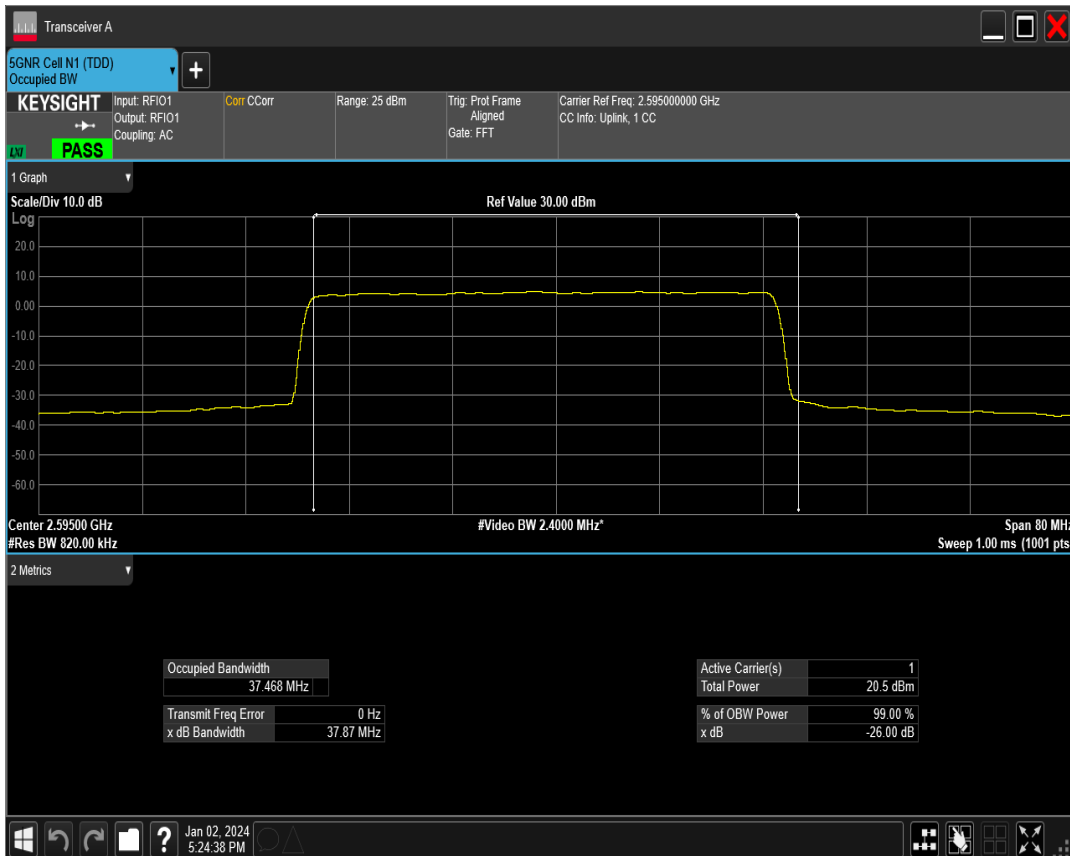 Transceiver A
5GNR Cell N1 (TDD)
Occupied BW
KEYSIGHT
LXI
PASS
Input: RFIO1
Output: RFIO1
Coupling: AC
Corr CCorr
Range: 25 dBm
Trig: Prot Frame
Aligned
Gate: FFT
Carrier Ref Freq: 2.595000000 GHz
CC Info: Uplink, 1 CC
1 Graph
Scale/Div 10.0 dB
Ref Value 30.00 dBm
Log
20.0
10.0
0.00
-10.0
-20.0
-30.0
-40.0
-50.0
-60.0
Center 2.59500 GHz
#Video BW 2.4000 MHz*
Span 80 MHz
#Res BW 820.00 kHz
Sweep 1.00 ms (1001 pts
2 Metrics
Occupied Bandwidth
37.468 MHz
Transmit Freq Error 0 Hz
x dB Bandwidth 37.87 MHz
Active Carrier(s) 1
Total Power 20.5 dBm
% of OBW Power 99.00 %
x dB -26.00 dB
?
Jan 02, 2024
5:24:38 PM